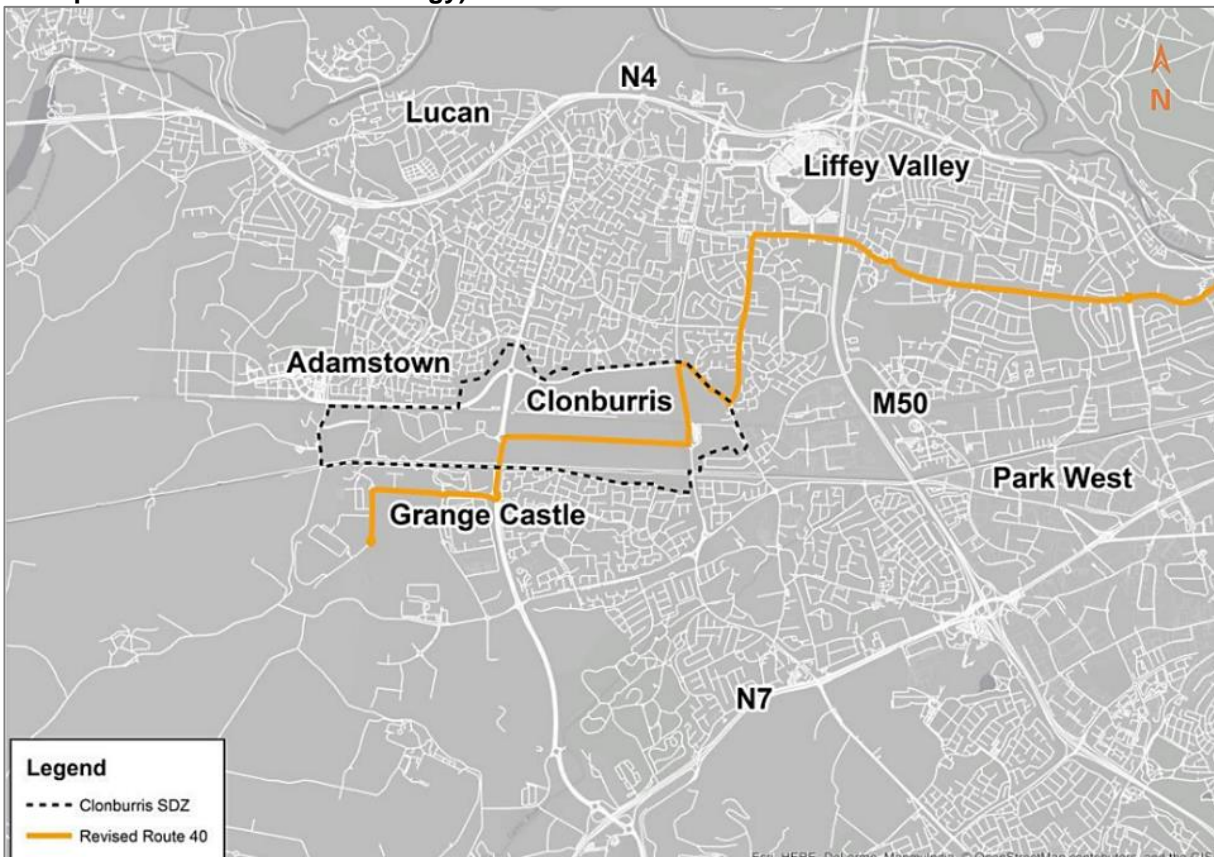 N4
Lucan
N
Liffey Valley
Adamstown
Clonburris
M50
Park West
Grange Castle
N7
Legend
Clonburris SDZ
Revised Route 40